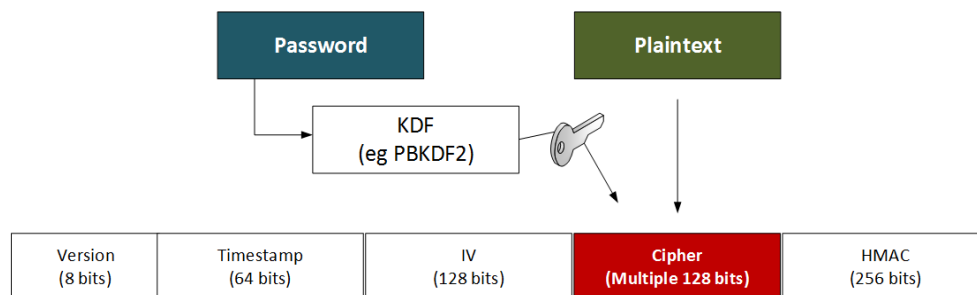 Password
Plaintext
KDF
(eg PBKDF2)
Version
(8 bits)
Timestamp
(64 bits)
IV
(128 bits)
Cipher
(Multiple 128 bits)
HMAC
(256 bits)